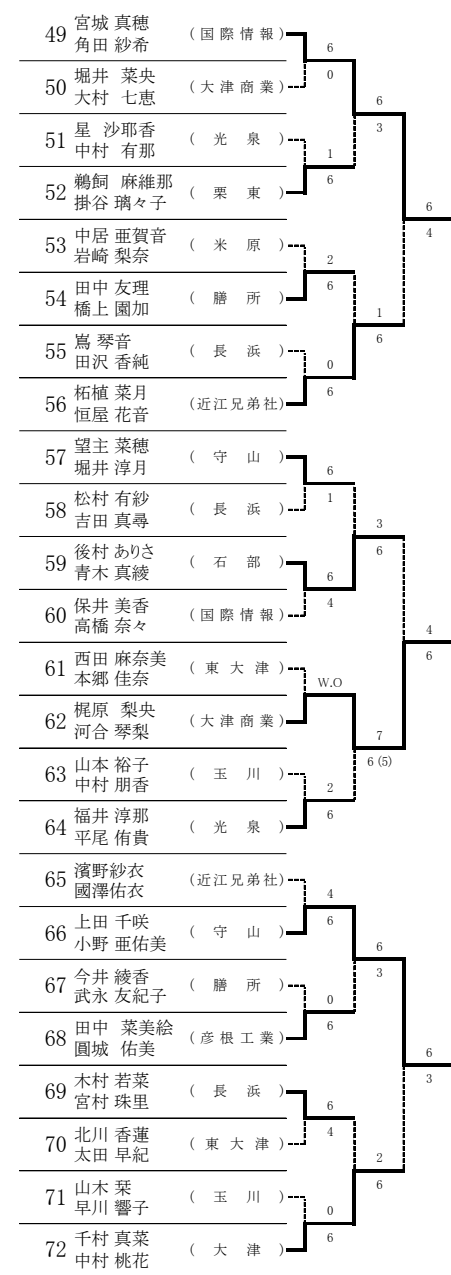 49 宮城 真穂 (国際情報)
角田 紗希
6
0
50 堀井 菜央 (大津商業)
大村 七恵
6
3
51 星 沙耶香 (光泉)
中村 有那
1
6
52 鵜飼 麻維那 (栗東)
掛谷 璃々子
6
4
53 中居 亜賀音 (米原)
岩崎 梨奈
2
6
54 田中 友理 (膳所)
橋上 園加
1
6
55 嶌 琴音 (長浜)
田沢 香純
0
6
56 柘植 菜月 (近江兄弟社)
恒屋 花音
57 望主 菜穂 (守山)
堀井 淳月
6
1
58 松村 有紗 (長浜)
吉田 真尋
3
6
59 後村 ありさ (石部)
青木 真綾
6
4
60 保井 美香 (国際情報)
高橋 奈々
4
6
61 西田 麻奈美 (東大津)
本郷 佳奈
W.O
62 梶原 梨央 (大津商業)
河合 琴梨
7
6 (5)
63 山本 裕子 (玉川)
中村 朋香
2
6
64 福井 淳那 (光泉)
平尾 侑貴
65 濱野紗衣 (近江兄弟社)
國澤佑衣
4
6
66 上田 千咲 (守山)
小野 亜佑美
6
3
67 今井 綾香 (膳所)
武永 友紀子
0
6
68 田中 菜美絵 (彦根工業)
圓城 佑美
6
3
69 木村 若菜 (長浜)
宮村 珠里
6
4
70 北川 香蓮 (東大津)
太田 早紀
2
6
71 山木 栞 (玉川)
早川 響子
0
6
72 千村 真菜 (大津)
中村 桃花